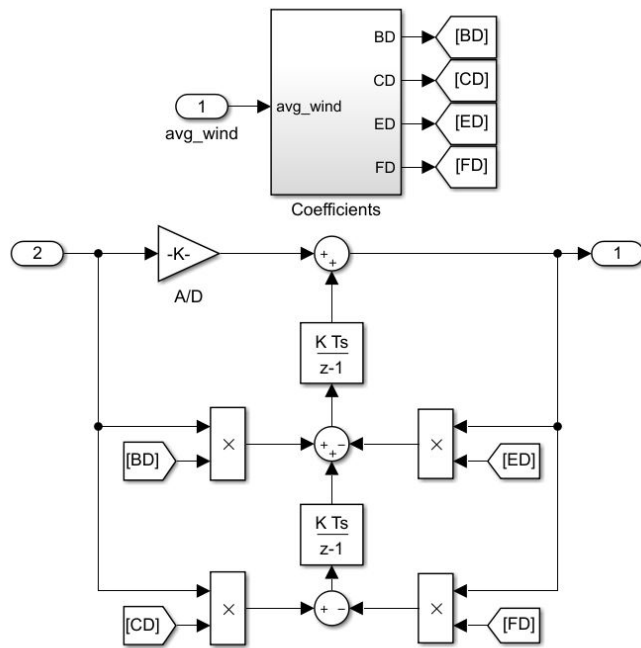 BD
[BD]
CD
[CD]
1
avg_wind
ED
[ED]
avg_wind
FD
[FD]
Coefficients
2
-K-
+
+
1
A/D
K Ts
z-1
×
+
+
−
×
[BD]
[ED]
K Ts
z-1
×
+
−
×
[CD]
[FD]